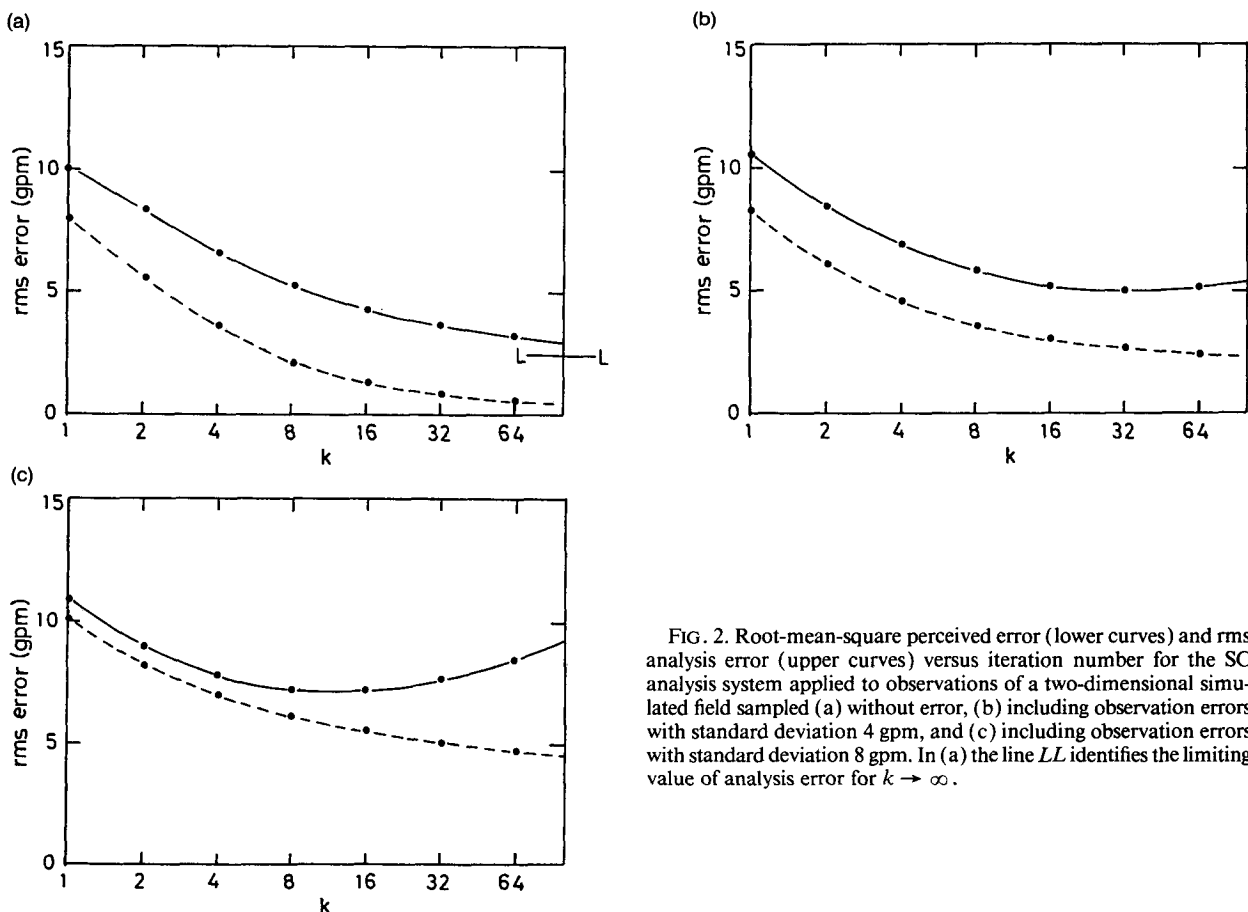 (a)
15
10
5
0
rms error (gpm)
L L
1 2 4 8 16 32 64
k
(b)
15
10
5
0
rms error (gpm)
1 2 4 8 16 32 64
k
(c)
15
10
5
0
rms error (gpm)
1 2 4 8 16 32 64
k
FIG. 2. Root-mean-square perceived error (lower curves) and rms
analysis error (upper curves) versus iteration number for the SC
analysis system applied to observations of a two-dimensional simu-
lated field sampled (a) without error, (b) including observation errors
with standard deviation 4 gpm, and (c) including observation errors
with standard deviation 8 gpm. In (a) the line LL identifies the limiting
value of analysis error for k → ∞.